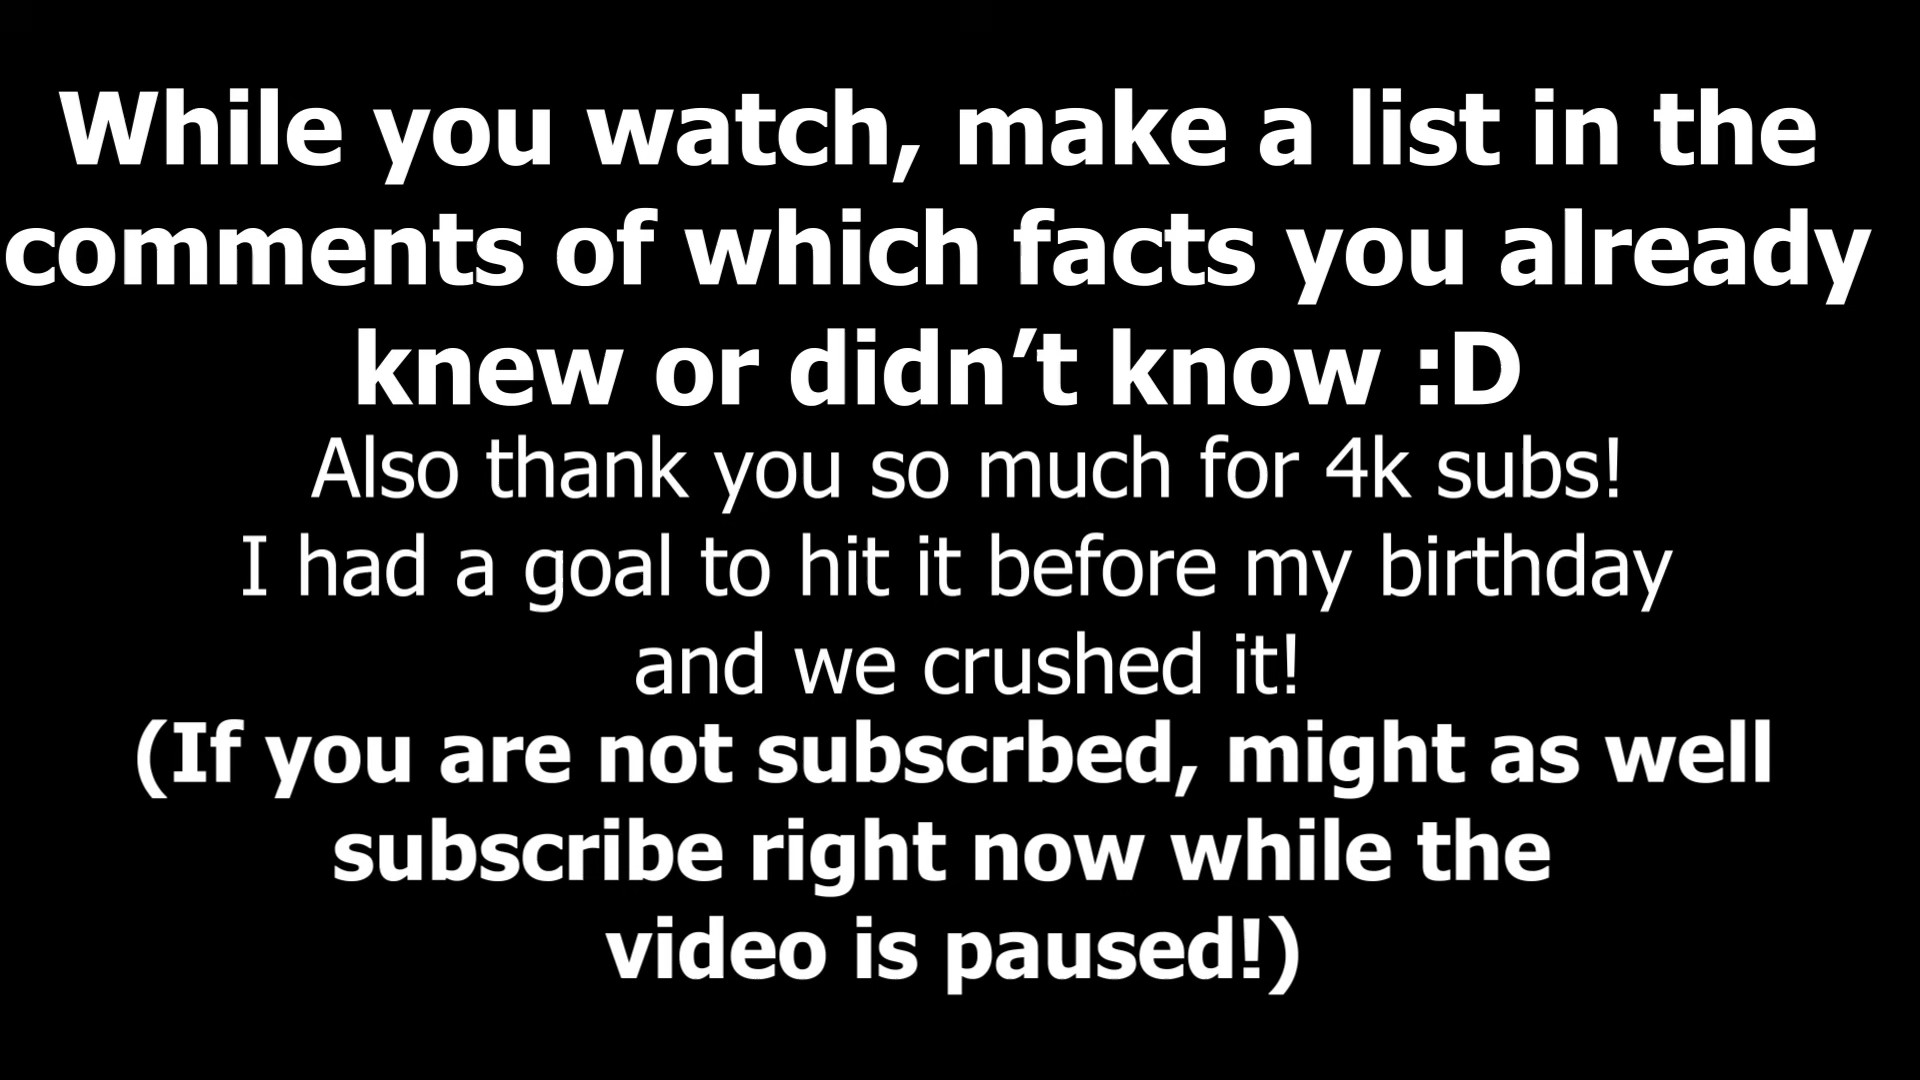 While you watch, make a list in the
comments of which facts you already
knew or didn’t know :D
Also thank you so much for 4k subs!
I had a goal to hit it before my birthday
and we crushed it!
(If you are not subscrbed, might as well
subscribe right now while the
video is paused!)